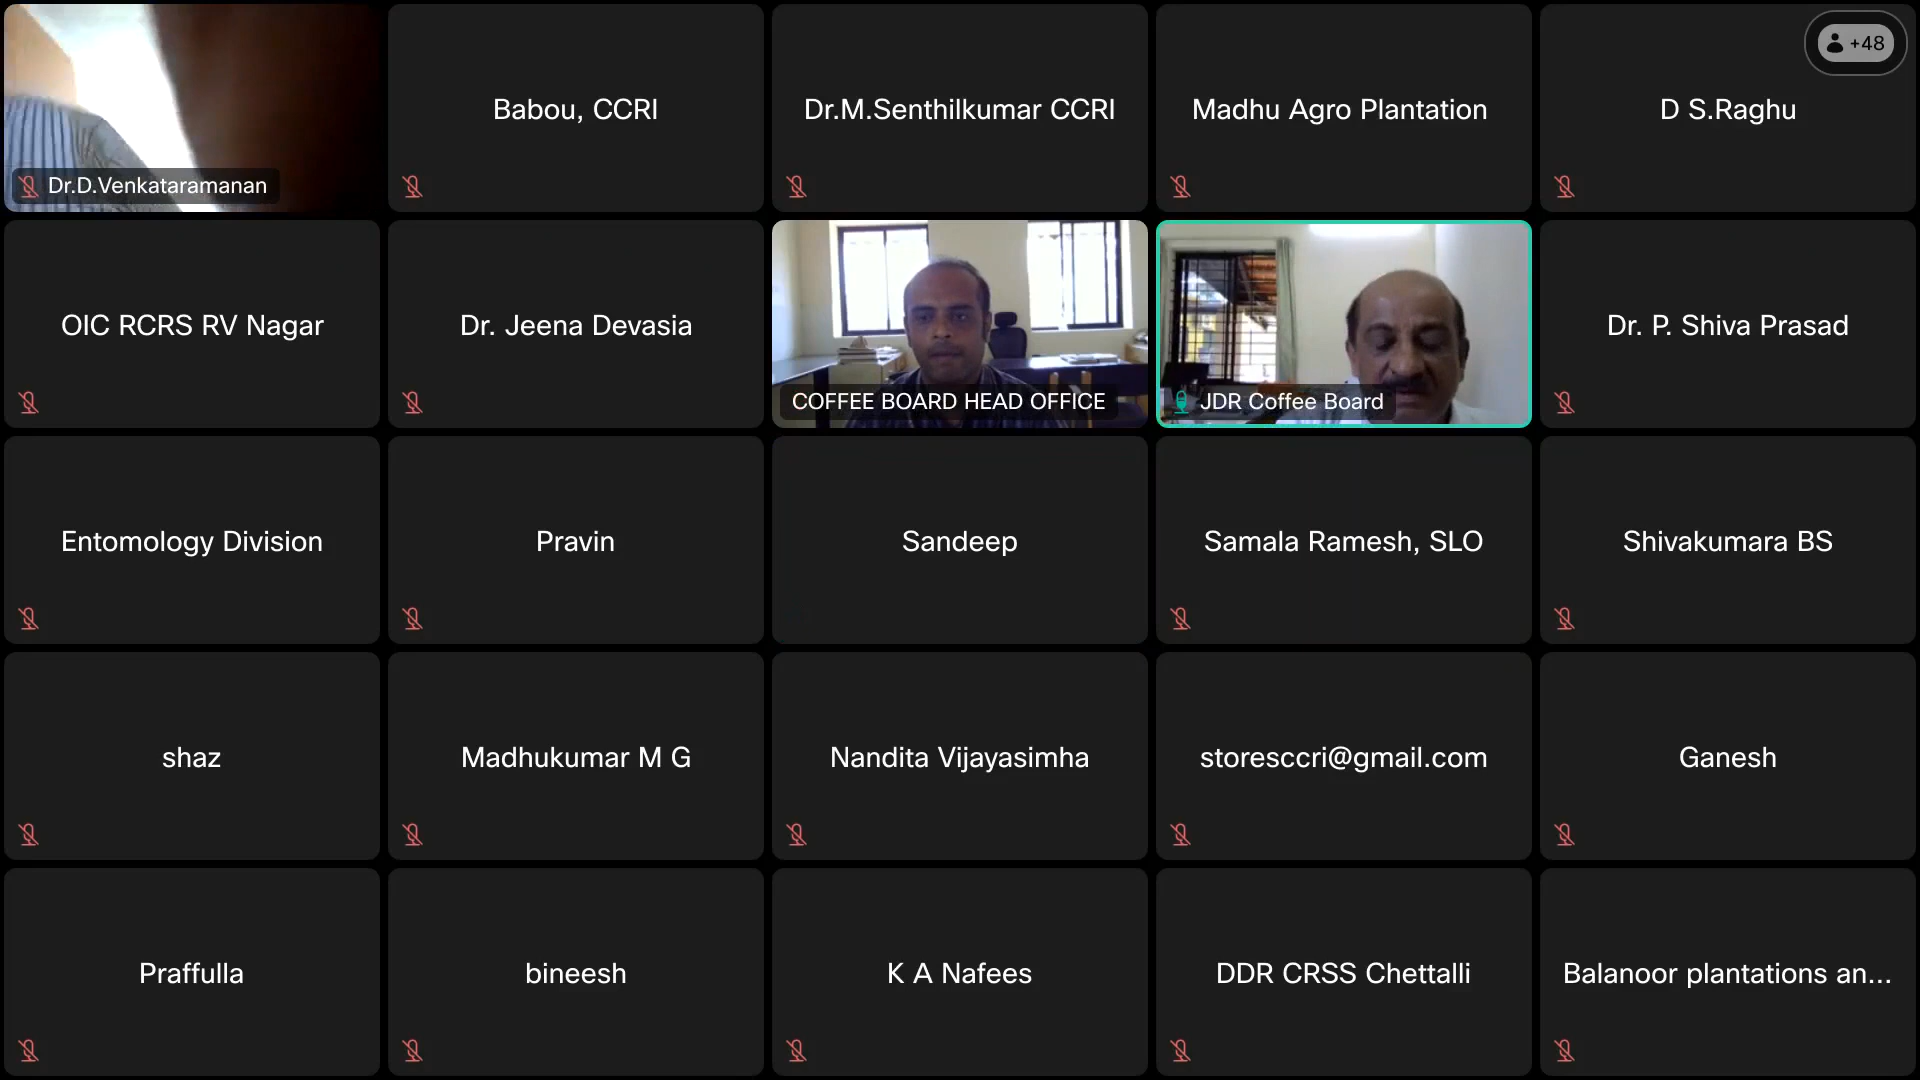 +48
Dr.D.Venkataramanan
Babou, CCRI
Dr.M.Senthilkumar CCRI
Madhu Agro Plantation
D S.Raghu
OIC RCRS RV Nagar
Dr. Jeena Devasia
COFFEE BOARD HEAD OFFICE
JDR Coffee Board
Dr. P. Shiva Prasad
Entomology Division
Pravin
Sandeep
Samala Ramesh, SLO
Shivakumara BS
shaz
Madhukumar M G
Nandita Vijayasimha
storesccri@gmail.com
Ganesh
Praffulla
bineesh
K A Nafees
DDR CRSS Chettalli
Balanoor plantations an...